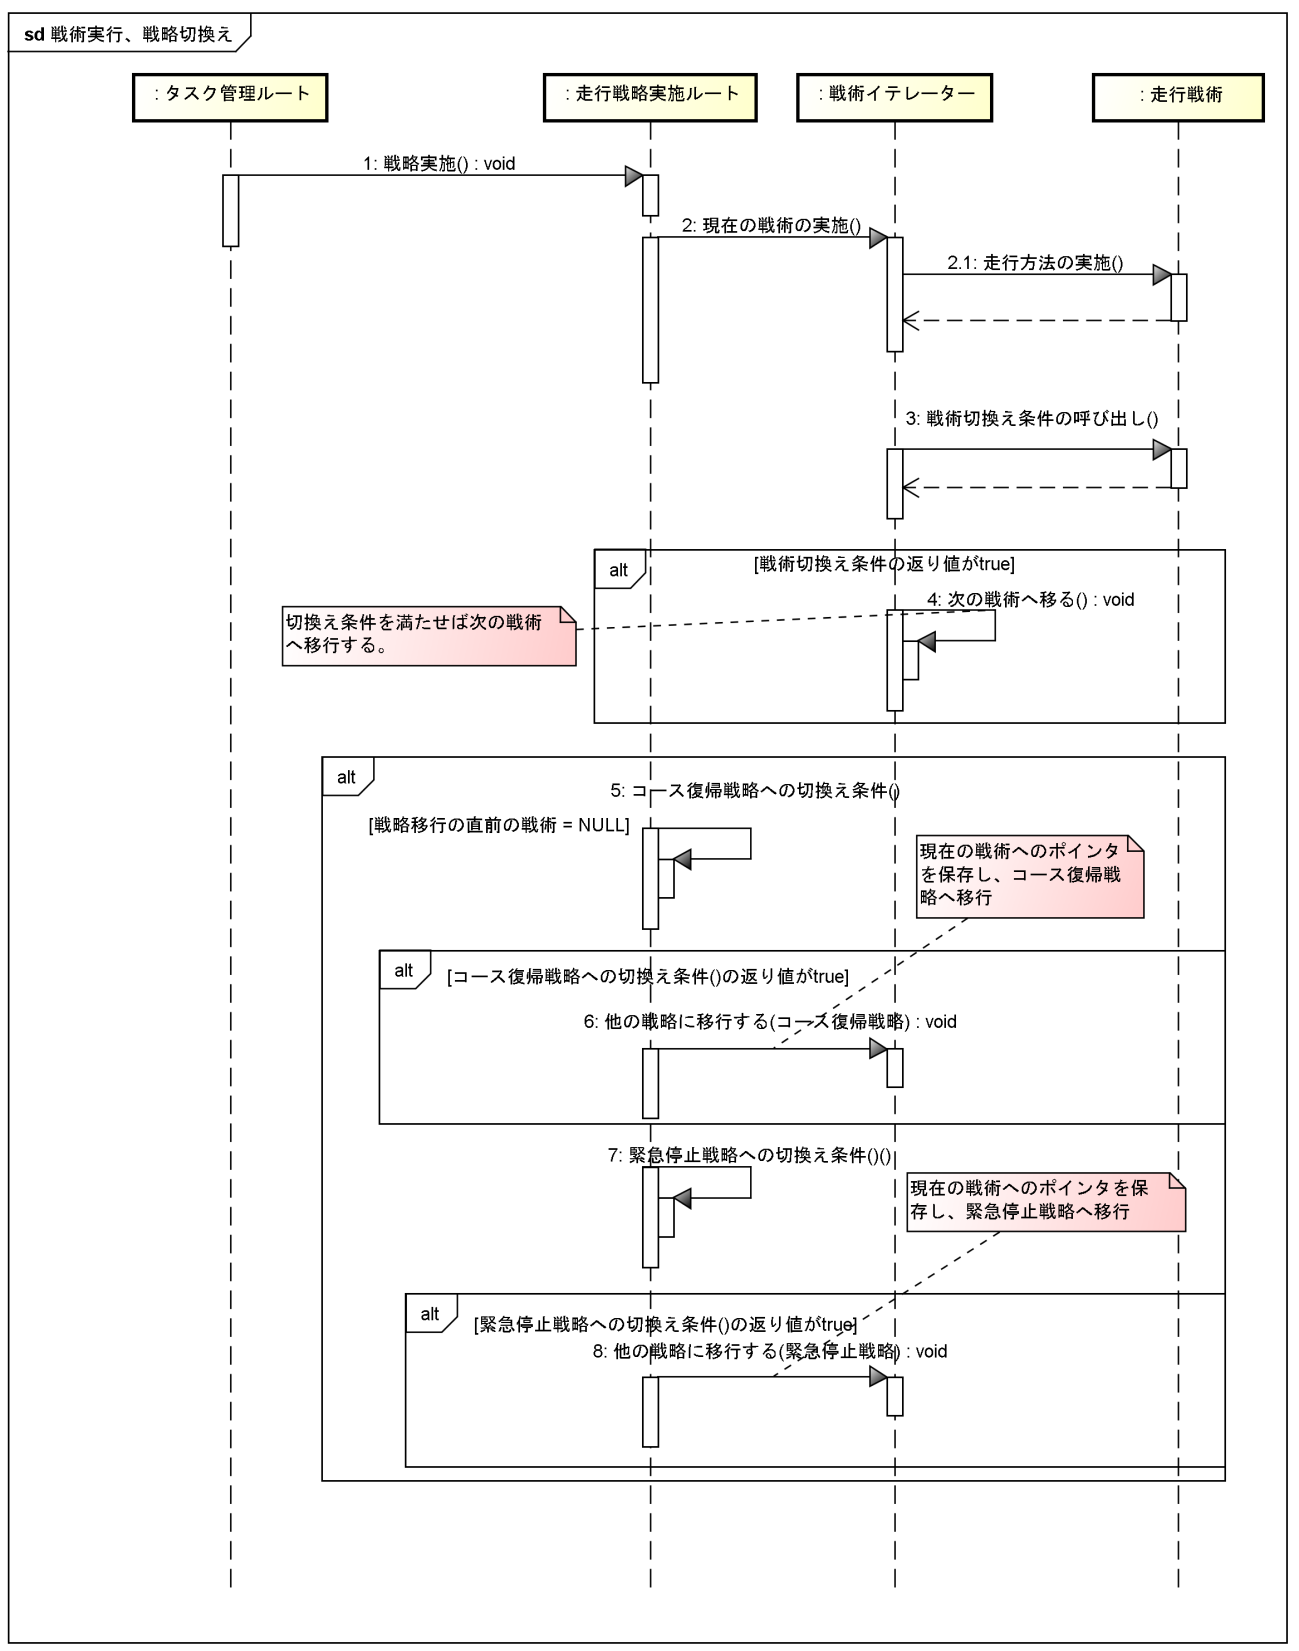 sd 戦術実行、戦略切換え
: タスク管理ルート
: 走行戦略実施ルート
: 戦術イテレーター
: 走行戦術
1: 戦略実施() : void
2: 現在の戦術の実施()
2.1: 走行方法の実施()
3: 戦術切換え条件の呼び出し()
alt
[戦術切換え条件の返り値がtrue]
4: 次の戦術へ移る() : void
切換え条件を満たせば次の戦術
へ移行する。
alt
5: コース復帰戦略への切換え条件()
[戦略移行の直前の戦術 = NULL]
現在の戦術へのポインタ
を保存し、コース復帰戦
略へ移行
alt
[コース復帰戦略への切換え条件()の返り値がtrue]
6: 他の戦略に移行する(コース復帰戦略) : void
7: 緊急停止戦略への切換え条件()()
現在の戦術へのポインタを保
存し、緊急停止戦略へ移行
alt
[緊急停止戦略への切換え条件()の返り値がtrue]
8: 他の戦略に移行する(緊急停止戦略) : void